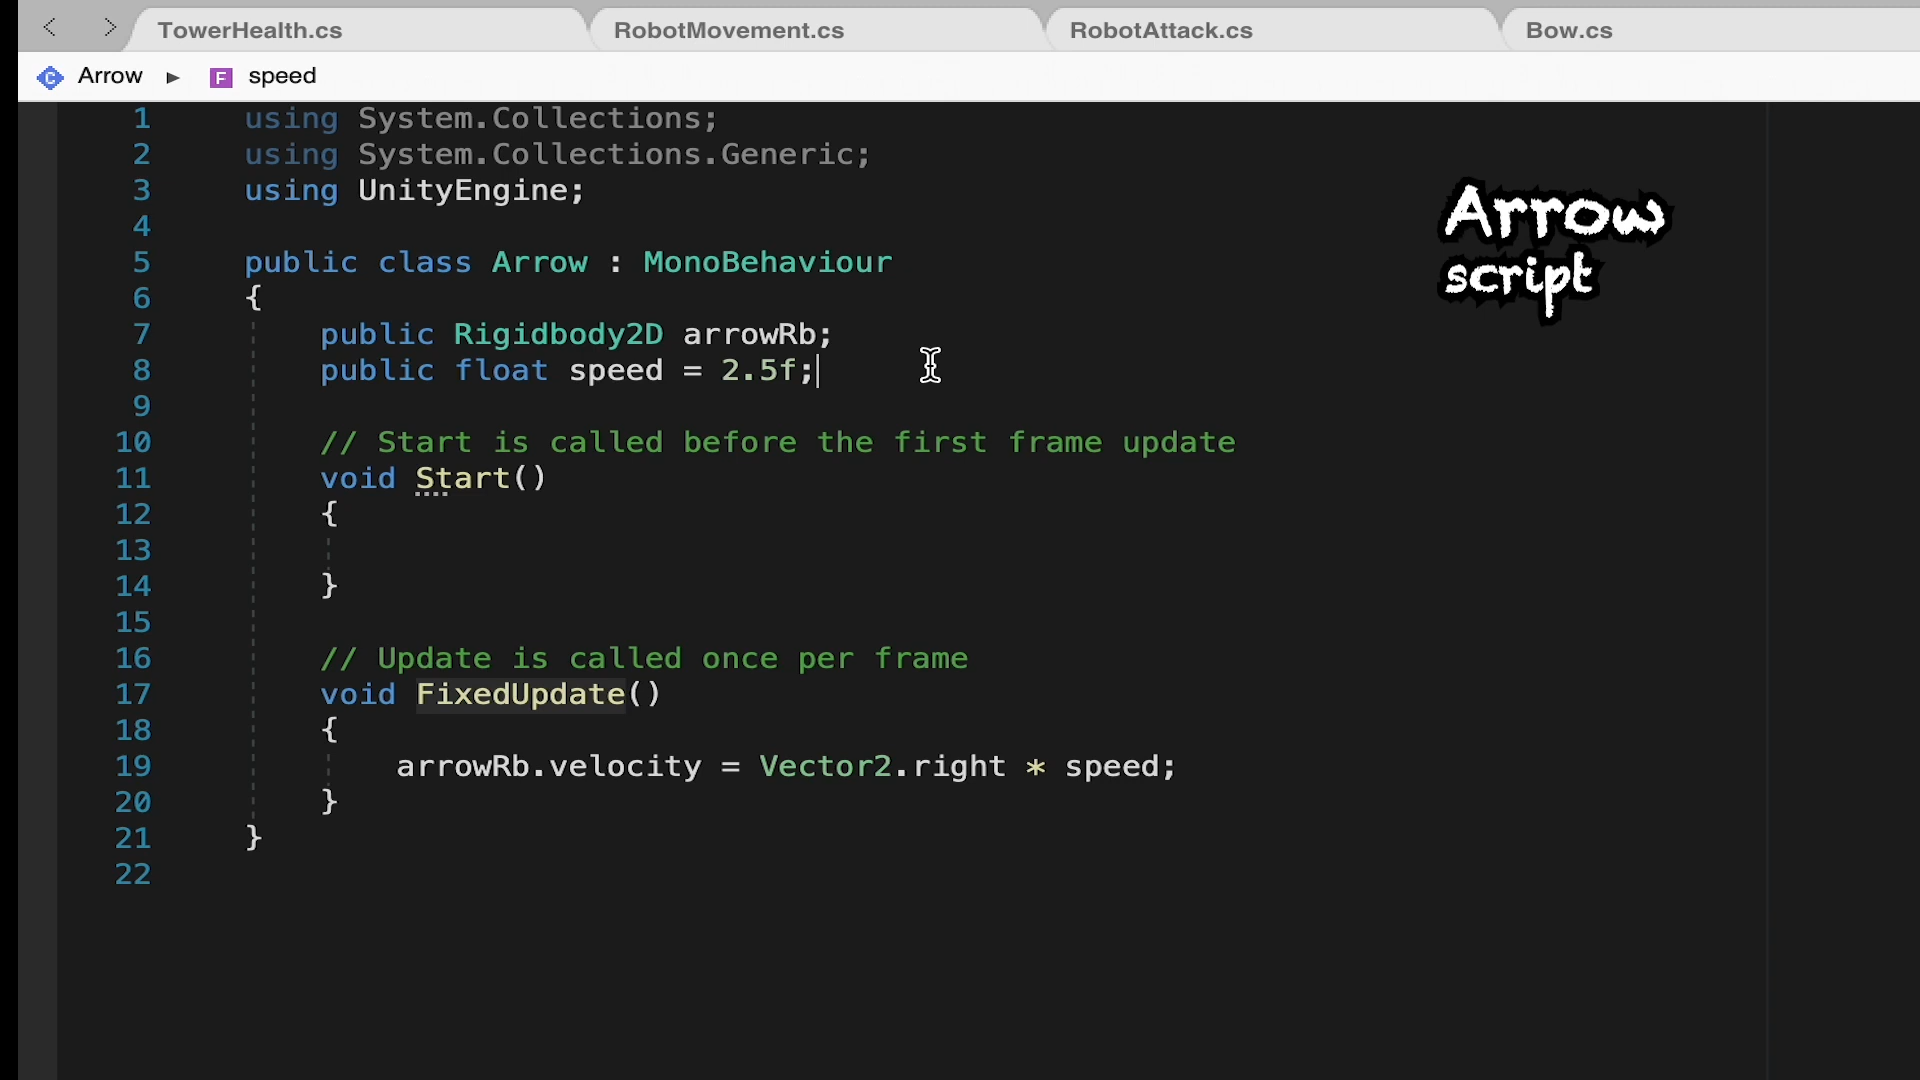 TowerHealth.cs
RobotMovement.cs
RobotAttack.cs
Bow.cs
Arrow ▶ F speed
1 using System.Collections;
2 using System.Collections.Generic;
3 using UnityEngine;
4
5 public class Arrow : MonoBehaviour
6 {
7 public Rigidbody2D arrowRb;
8 public float speed = 2.5f;
9
10 // Start is called before the first frame update
11 void Start()
12 {
13
14 }
15
16 // Update is called once per frame
17 void FixedUpdate()
18 {
19 arrowRb.velocity = Vector2.right * speed;
20 }
21 }
22
Arrow
script